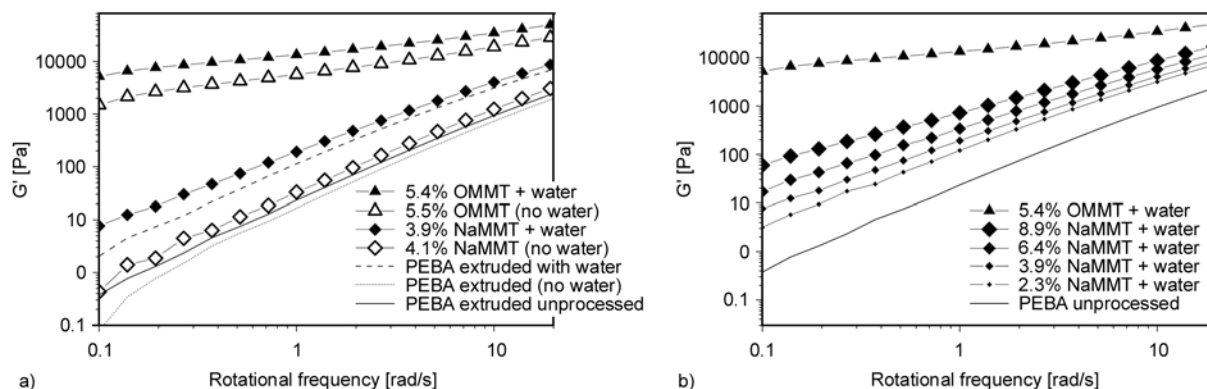 G' [Pa]
10000
1000
100
10
0
0.1
0.1
1
10
Rotational frequency [rad/s]
a)
5.4% OMMT + water
5.5% OMMT (no water)
3.9% NaMMT + water
4.1% NaMMT (no water)
PEBA extruded with water
PEBA extruded (no water)
PEBA extruded unprocessed
G' [Pa]
10000
1000
100
10
0
0.1
0.1
1
10
Rotational frequency [rad/s]
b)
5.4% OMMT + water
8.9% NaMMT + water
6.4% NaMMT + water
3.9% NaMMT + water
2.3% NaMMT + water
PEBA unprocessed